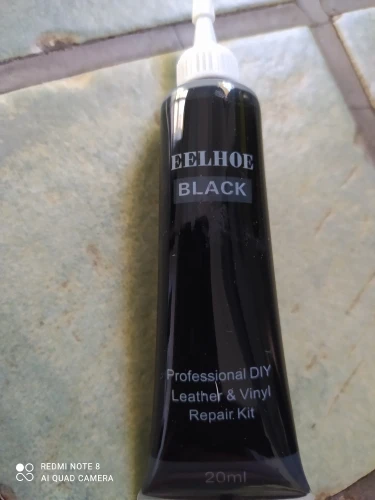 EELHOE
BLACK
Professional DIY
Leather & Vinyl
Repair Kit
20ml
REDMI NOTE 8
AI QUAD CAMERA